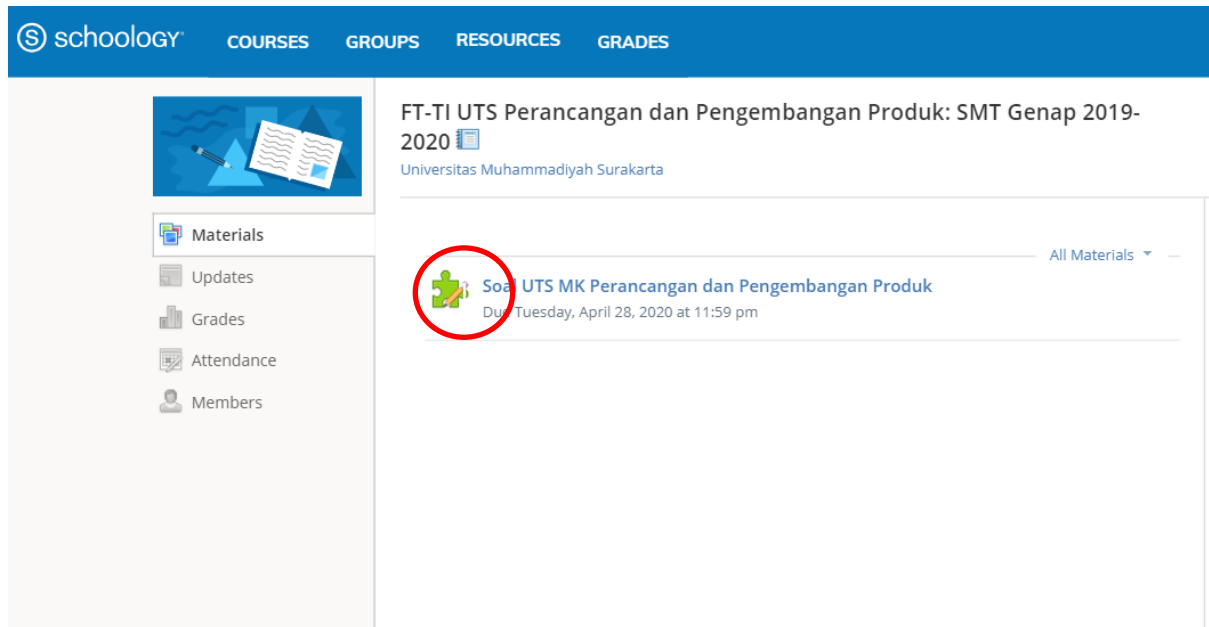 schoology
COURSES
GROUPS
RESOURCES
GRADES
FT-TI UTS Perancangan dan Pengembangan Produk: SMT Genap 2019-
2020
Universitas Muhammadiyah Surakarta
Materials
Updates
Grades
Attendance
Members
All Materials
Soal UTS MK Perancangan dan Pengembangan Produk
Due Tuesday, April 28, 2020 at 11:59 pm